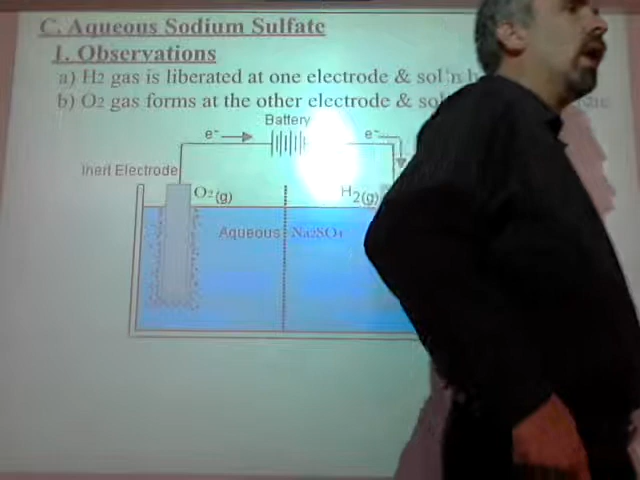 C. Aqueous Sodium Sulfate
1. Observations
a) H2 gas is liberated at one electrode & sol'n
b) O2 gas forms at the other electrode &
Battery
e- e-
Inert Electrode
O2(g) H2(g)
Aqueous Na2SO4